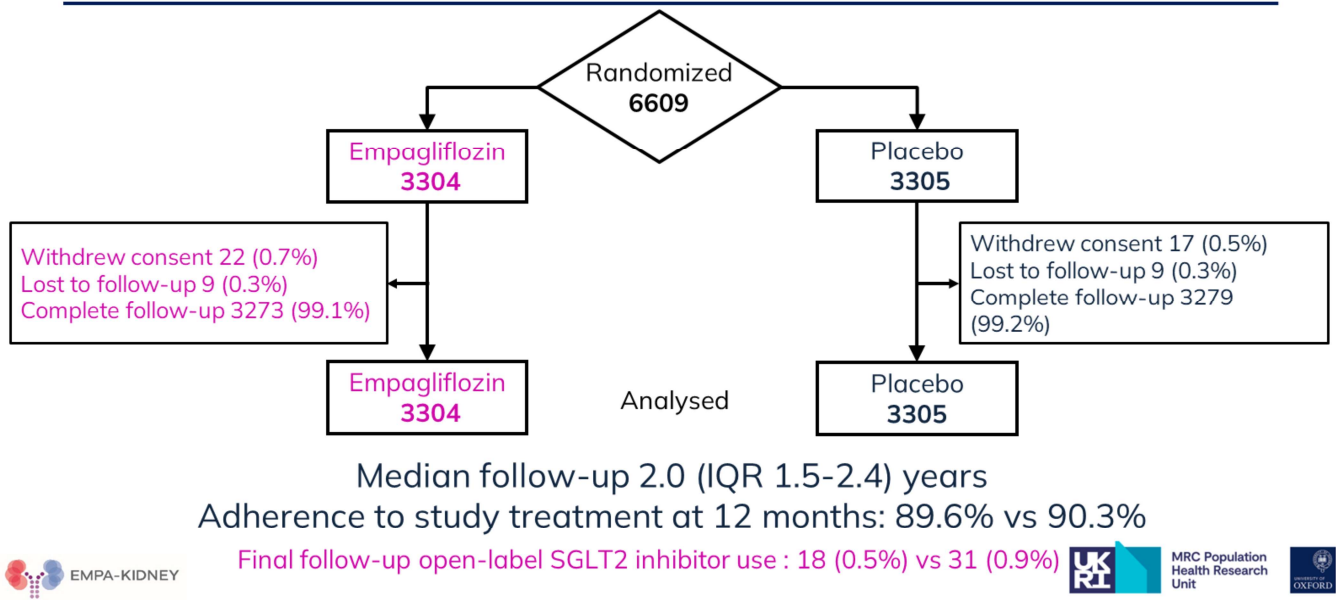 Randomized
6609
Empagliflozin
3304
Placebo
3305
Withdrew consent 22 (0.7%)
Lost to follow-up 9 (0.3%)
Complete follow-up 3273 (99.1%)
Withdrew consent 17 (0.5%)
Lost to follow-up 9 (0.3%)
Complete follow-up 3279
(99.2%)
Empagliflozin
3304
Analysed
Placebo
3305
Median follow-up 2.0 (IQR 1.5-2.4) years
Adherence to study treatment at 12 months: 89.6% vs 90.3%
Final follow-up open-label SGLT2 inhibitor use : 18 (0.5%) vs 31 (0.9%)
EMPA-KIDNEY
UK
RI
MRC Population
Health Research
Unit
UNIVERSITY OF
OXFORD